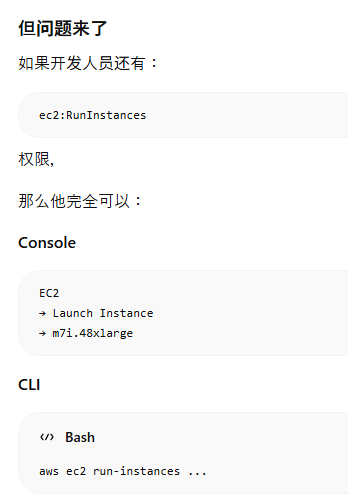 但问题来了
如果开发人员还有：
ec2:RunInstances
权限,
那么他完全可以：
Console
EC2
→ Launch Instance
→ m7i.48xlarge
CLI
</> Bash
aws ec2 run-instances ...